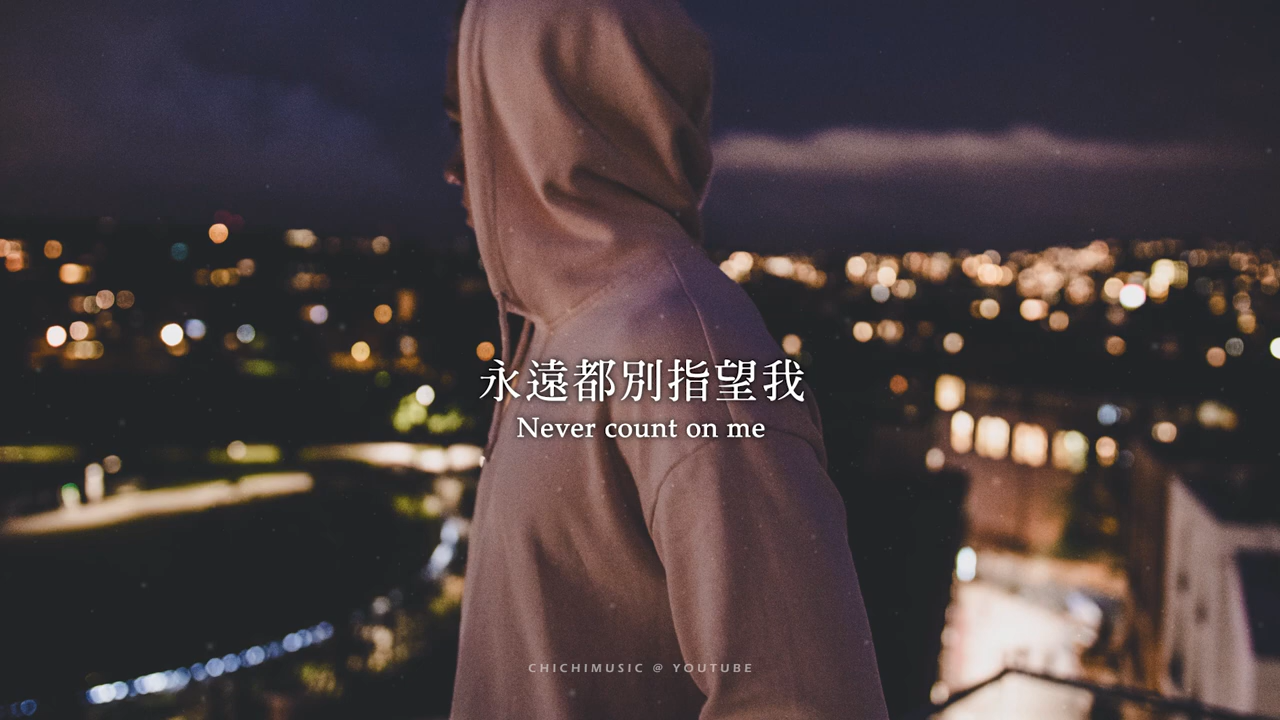 永遠都別指望我
Never count on me
CHICHIMUSIC @ YOUTUBE